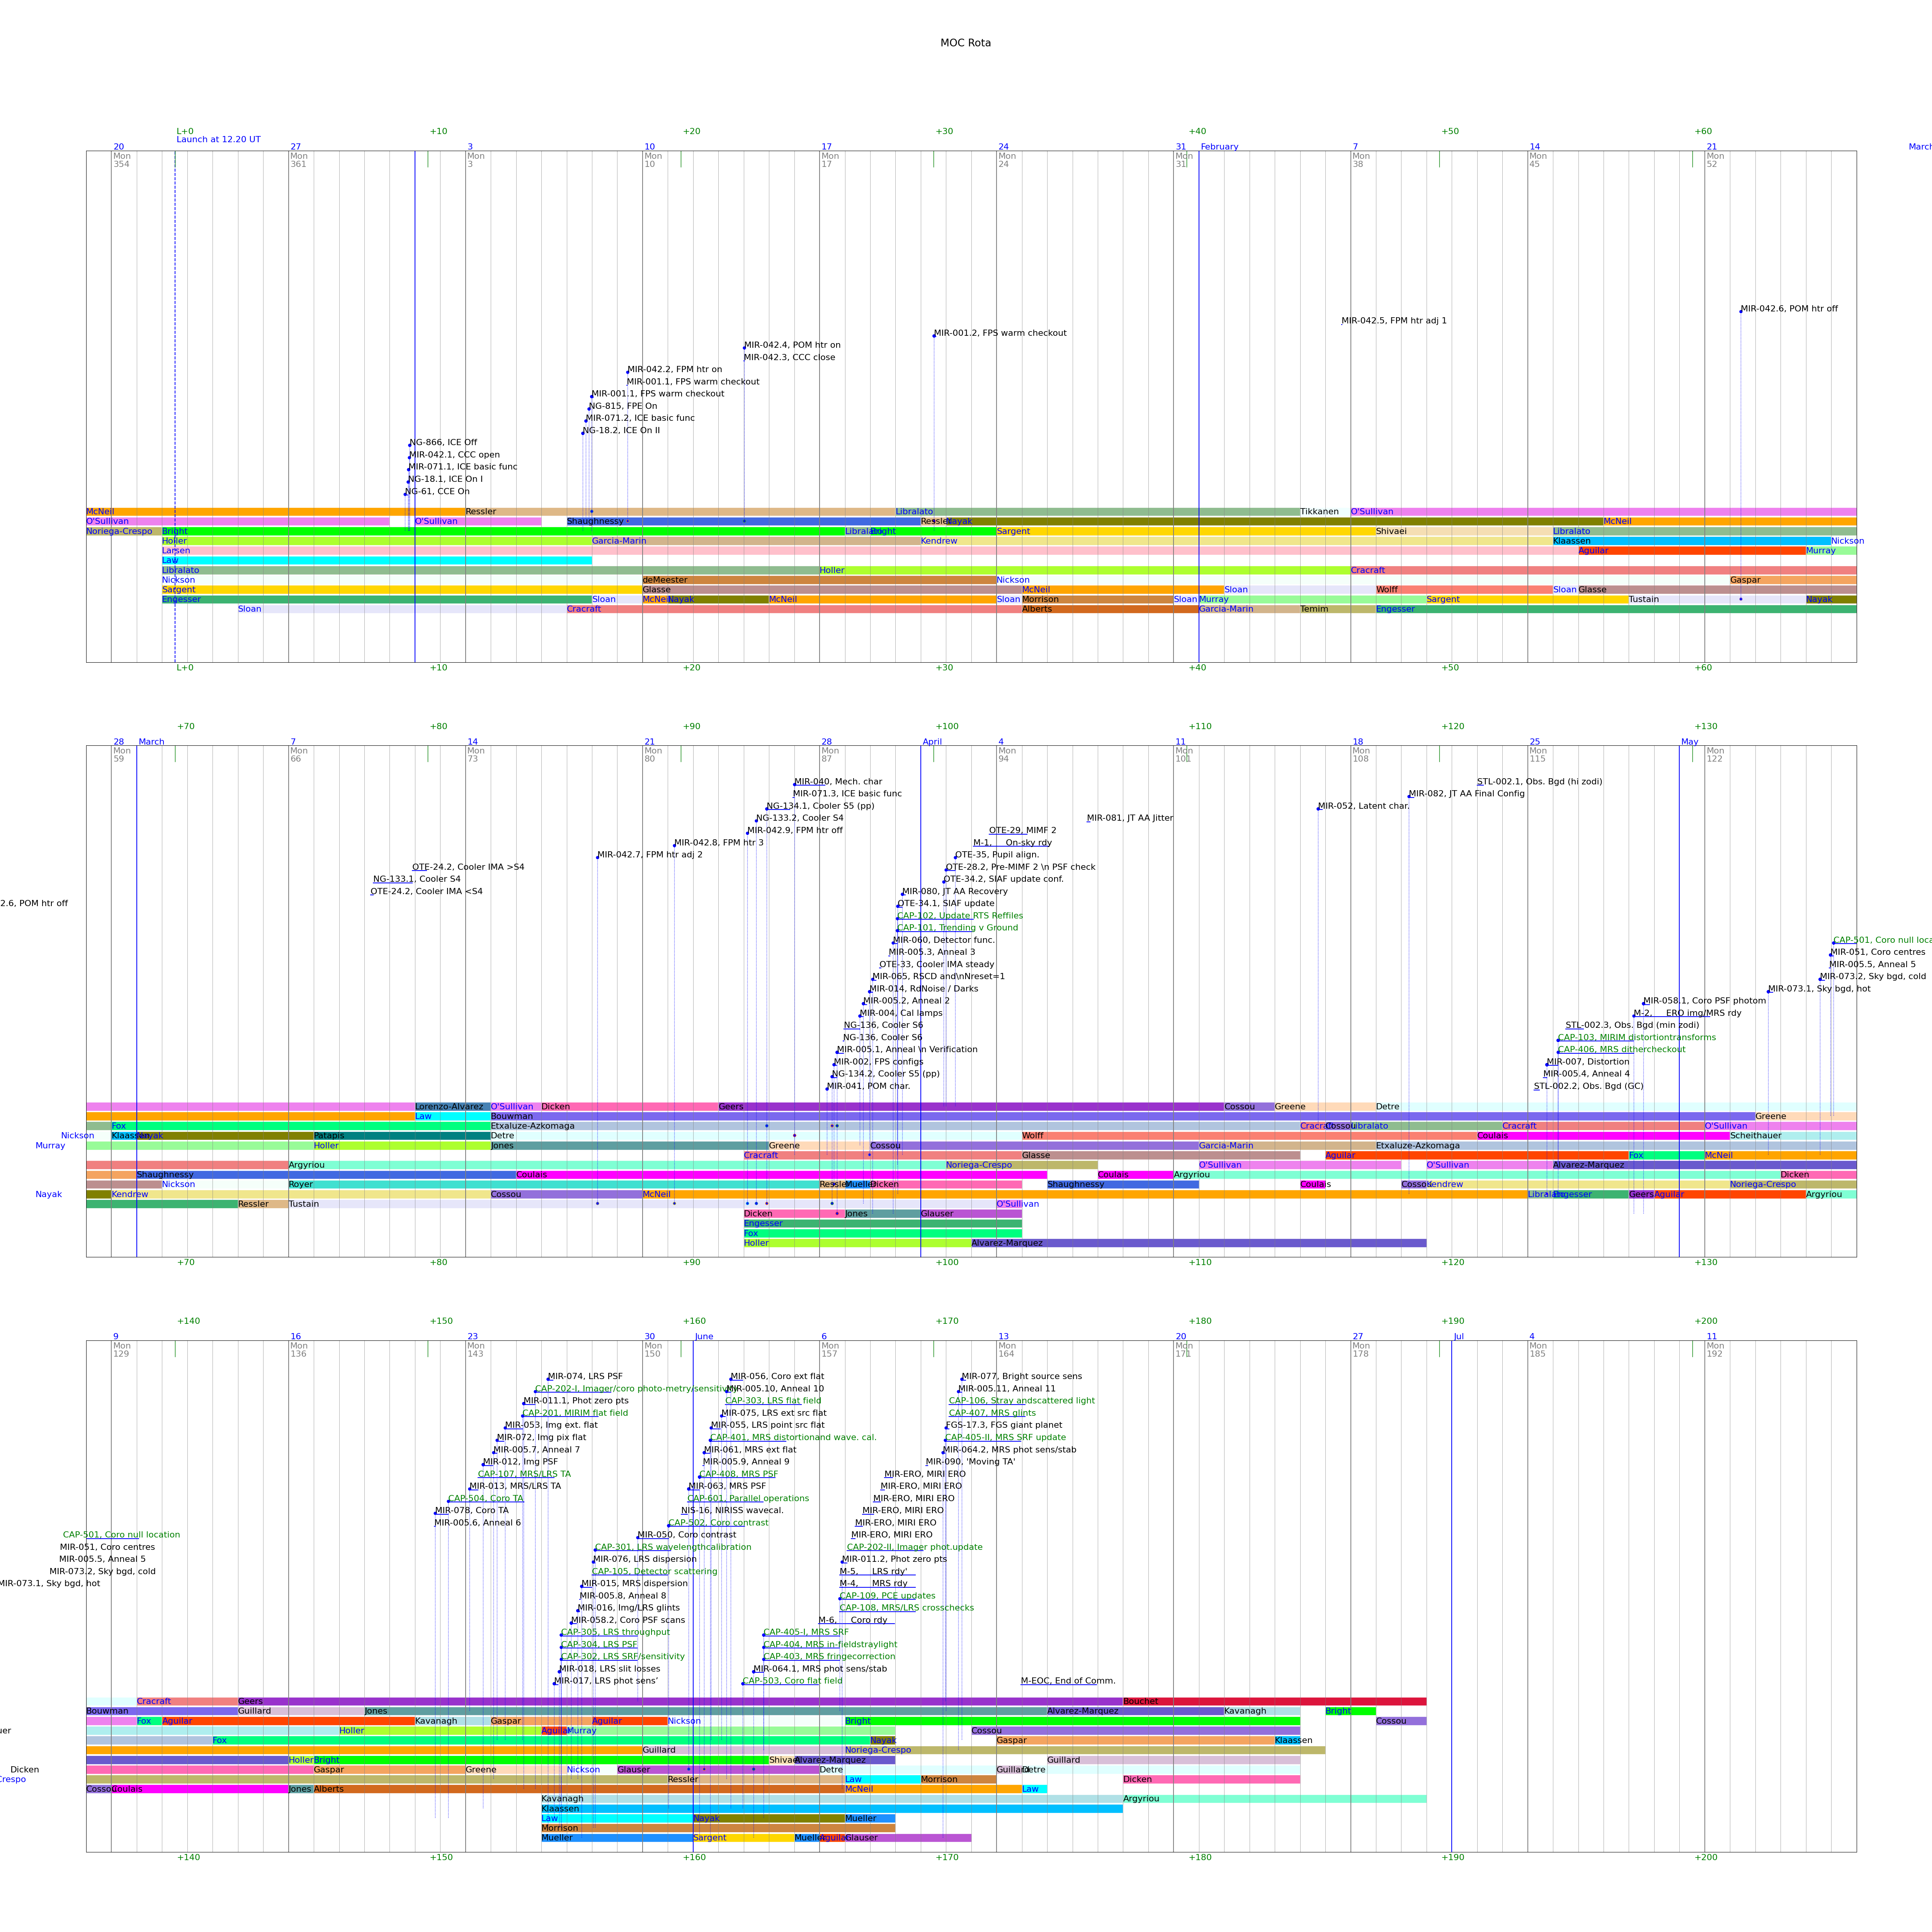 MOC Rota
L+0 +10 +20 +30 +40 +50 +60
Launch at 12.20 UT
20 27 3 10 17 24 31 February 7 14 21 March
Mon Mon Mon Mon Mon Mon Mon Mon Mon Mon
354 361 3 10 17 24 31 38 45 52
MIR-042.6, POM htr off
MIR-042.5, FPM htr adj 1
MIR-001.2, FPS warm checkout
MIR-042.4, POM htr on
MIR-042.3, CCC close
MIR-042.2, FPM htr on
MIR-001.1, FPS warm checkout
MIR-001.1, FPS warm checkout
NG-815, FPE On
MIR-071.2, ICE basic func
NG-18.2, ICE On II
NG-866, ICE Off
MIR-042.1, CCC open
MIR-071.1, ICE basic func
NG-18.1, ICE On I
NG-61, CCE On
McNeil Ressler Libralato Tikkanen O'Sullivan
O'Sullivan O'Sullivan Shaughnessy Ressler Nayak McNeil
Noriega-Crespo Bright Libralato Bright Sargent Shivaei Libralato
Holler Garcia-Marin Kendrew Klaassen Nickson
Larsen Aguilar Murray
Law
Libralato Holler Cracraft
Nickson deMeester Nickson Gaspar
Sargent Glasse McNeil Sloan Wolff Sloan Glasse
Engesser Sloan McNeil Nayak McNeil Sloan Morrison Sloan Murray Sargent Tustain Nayak
Sloan Cracraft Alberts Garcia-Marin Temim Engesser
L+0 +10 +20 +30 +40 +50 +60
+70 +80 +90 +100 +110 +120 +130
28 March 7 14 21 28 April 4 11 18 25 May
Mon Mon Mon Mon Mon Mon Mon Mon Mon Mon
59 66 73 80 87 94 101 108 115 122
MIR-040, Mech. char STL-002.1, Obs. Bgd (hi zodi)
MIR-071.3, ICE basic func MIR-082, JT AA Final Config
NG-134.1, Cooler S5 (pp) MIR-052, Latent char.
NG-133.2, Cooler S4 MIR-081, JT AA Jitter
MIR-042.9, FPM htr off OTE-29, MIMF 2
MIR-042.8, FPM htr 3 M-1, On-sky rdy
MIR-042.7, FPM htr adj 2 OTE-35, Pupil align.
OTE-24.2, Cooler IMA >S4 OTE-28.2, Pre-MIMF 2 \n PSF check
NG-133.1, Cooler S4 OTE-34.2, SIAF update conf.
OTE-24.2, Cooler IMA <S4 MIR-080, JT AA Recovery
2.6, POM htr off OTE-34.1, SIAF update
CAP-102, Update RTS Reffiles
CAP-101, Trending v Ground
MIR-060, Detector func. CAP-501, Coro null loca
MIR-005.3, Anneal 3 MIR-051, Coro centres
OTE-33, Cooler IMA steady MIR-005.5, Anneal 5
MIR-065, RSCD and\nNreset=1 MIR-073.2, Sky bgd, cold
MIR-014, RdNoise / Darks MIR-073.1, Sky bgd, hot
MIR-005.2, Anneal 2 MIR-058.1, Coro PSF photom
MIR-004, Cal lamps M-2, ERO img/MRS rdy
NG-136, Cooler S6 STL-002.3, Obs. Bgd (min zodi)
NG-136, Cooler S6 CAP-103, MIRIM distortiontransforms
MIR-005.1, Anneal \n Verification CAP-406, MRS dithercheckout
MIR-002, FPS configs MIR-007, Distortion
NG-134.2, Cooler S5 (pp) MIR-005.4, Anneal 4
MIR-041, POM char. STL-002.2, Obs. Bgd (GC)
Lorenzo-Alvarez O'Sullivan Dicken Geers Cossou Greene Detre
Law Bouwman Greene
Fox Etxaluze-Azkomaga Cracraft Cossou Libralato Cracraft O'Sullivan
Nickson Klaassen Nayak Patapis Detre Wolff Coulais Scheithauer
Murray Holler Jones Greene Cossou Garcia-Marin Etxaluze-Azkomaga
Cracraft Glasse Aguilar Fox McNeil
Argyriou Noriega-Crespo O'Sullivan O'Sullivan Alvarez-Marquez
Shaughnessy Coulais Coulais Argyriou Dicken
Nickson Royer Ressler Mueller Dicken Shaughnessy Coulais Cossou Kendrew Noriega-Crespo
Nayak Kendrew Cossou McNeil Libralato Engesser Geers Aguilar Argyriou
Ressler Tustain O'Sullivan
Dicken Jones Glauser
Engesser
Fox
Holler Alvarez-Marquez
+70 +80 +90 +100 +110 +120 +130
+140 +150 +160 +170 +180 +190 +200
9 16 23 30 June 6 13 20 27 Jul 4 11
Mon Mon Mon Mon Mon Mon Mon Mon Mon Mon
129 136 143 150 157 164 171 178 185 192
MIR-074, LRS PSF MIR-056, Coro ext flat MIR-077, Bright source sens
CAP-202-I, Imager/coro photo-metry/sensitivity MIR-005.10, Anneal 10 MIR-005.11, Anneal 11
MIR-011.1, Phot zero pts CAP-303, LRS flat field CAP-106, Stray andscattered light
CAP-201, MIRIM flat field MIR-075, LRS ext src flat CAP-407, MRS glints
MIR-053, Img ext. flat MIR-055, LRS point src flat FGS-17.3, FGS giant planet
MIR-072, Img pix flat CAP-401, MRS distortionand wave. cal. CAP-405-II, MRS SRF update
MIR-005.7, Anneal 7 MIR-061, MRS ext flat MIR-064.2, MRS phot sens/stab
MIR-012, Img PSF MIR-005.9, Anneal 9 MIR-090, 'Moving TA'
CAP-107, MRS/LRS TA CAP-408, MRS PSF MIR-ERO, MIRI ERO
MIR-013, MRS/LRS TA MIR-063, MRS PSF MIR-ERO, MIRI ERO
CAP-504, Coro TA CAP-601, Parallel operations MIR-ERO, MIRI ERO
MIR-078, Coro TA NIS-16, NIRISS wavecal. MIR-ERO, MIRI ERO
MIR-005.6, Anneal 6 CAP-502, Coro contrast MIR-ERO, MIRI ERO
CAP-501, Coro null location MIR-050, Coro contrast MIR-ERO, MIRI ERO
MIR-051, Coro centres CAP-301, LRS wavelengthcalibration CAP-202-II, Imager phot.update
MIR-005.5, Anneal 5 MIR-076, LRS dispersion MIR-011.2, Phot zero pts
MIR-073.2, Sky bgd, cold CAP-105, Detector scattering M-5, LRS rdy'
MIR-073.1, Sky bgd, hot MIR-015, MRS dispersion M-4, MRS rdy
MIR-005.8, Anneal 8 CAP-109, PCE updates
MIR-016, Img/LRS glints CAP-108, MRS/LRS crosschecks
MIR-058.2, Coro PSF scans M-6, Coro rdy
CAP-305, LRS throughput CAP-405-I, MRS SRF
CAP-304, LRS PSF CAP-404, MRS in-fieldstraylight
CAP-302, LRS SRF/sensitivity CAP-403, MRS fringecorrection
MIR-018, LRS slit losses MIR-064.1, MRS phot sens/stab
MIR-017, LRS phot sens' CAP-503, Coro flat field M-EOC, End of Comm.
Cracraft Geers Bouchet
Bouwman Guillard Jones Alvarez-Marquez Kavanagh Bright
Fox Aguilar Kavanagh Gaspar Aguilar Nickson Bright Cossou
uer Holler Aguilar Murray Cossou
Fox Nayak Gaspar Klaassen
Guillard Noriega-Crespo
Holler Bright Shivaei Alvarez-Marquez Guillard
Dicken Gaspar Greene Nickson Glauser Detre Guillard Detre
Crespo Ressler Law Morrison Dicken
Cossou Coulais Jones Alberts McNeil Law
Kavanagh Argyriou
Klaassen
Law Nayak Mueller
Morrison
Mueller Sargent Mueller Aguilar Glauser
+140 +150 +160 +170 +180 +190 +200